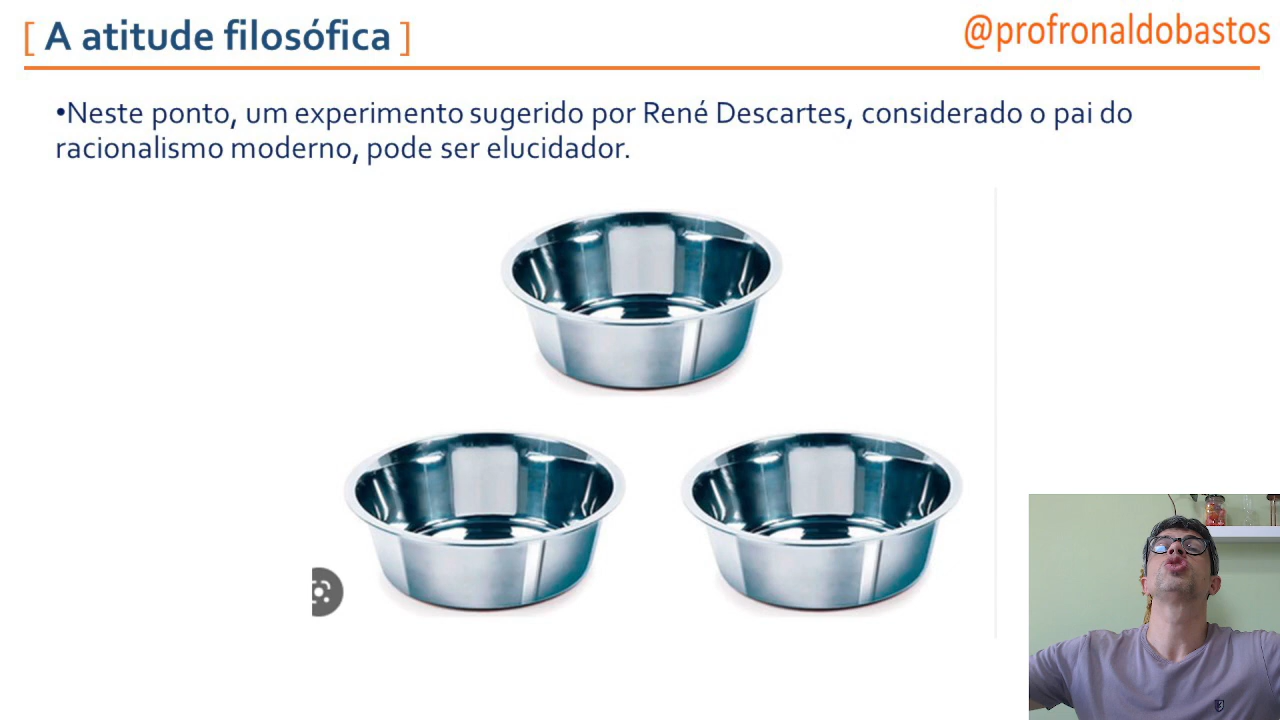 [ A atitude filosófica ]
@profronaldobastos
•Neste ponto, um experimento sugerido por René Descartes, considerado o pai do
racionalismo moderno, pode ser elucidador.